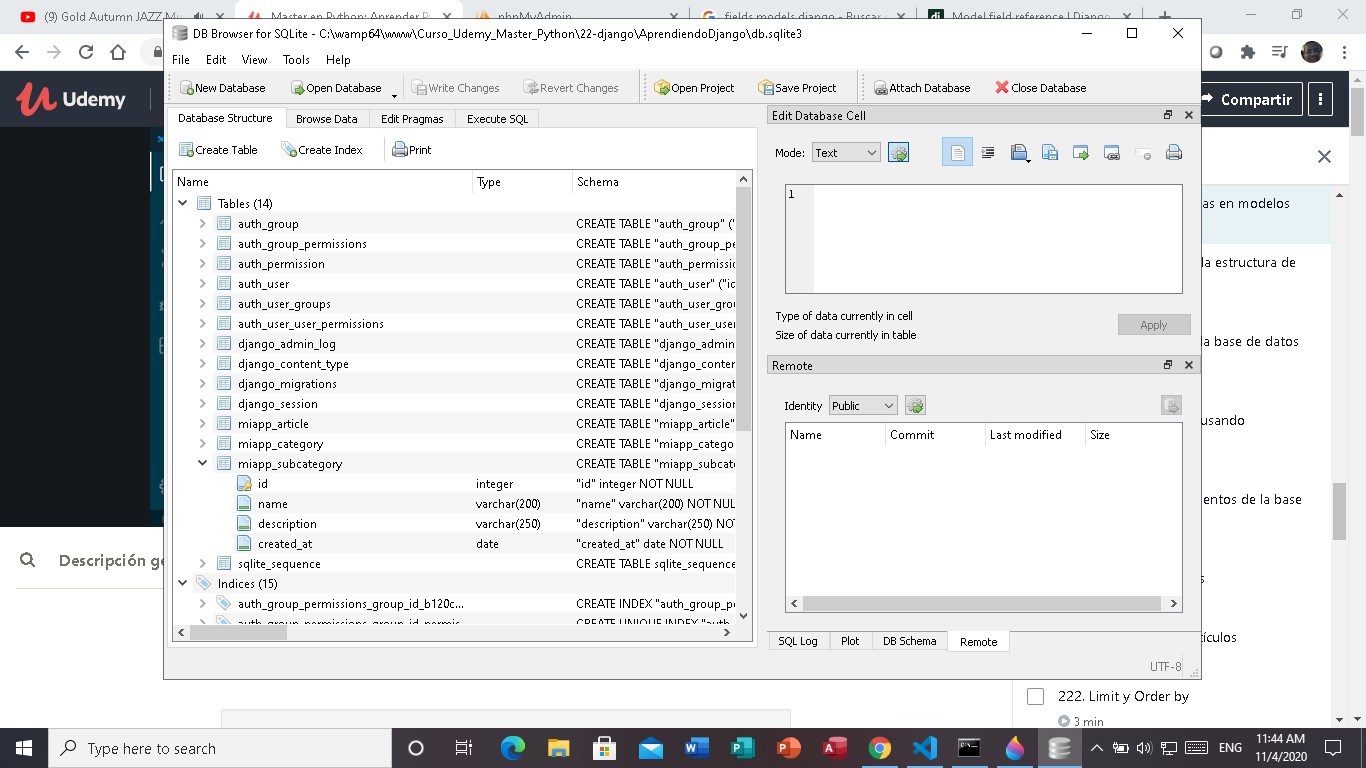 (9) Gold Autumn JAZZ Mu
Master en Python: Aprender P
phpMyAdmin
fields models django - Buscar
Model field reference | Django
DB Browser for SQLite - C:\wamp64\www\Curso_Udemy_Master_Python\22-django\AprendiendoDjango\db.sqlite3
File Edit View Tools Help
New Database Open Database Write Changes Revert Changes Open Project Save Project Attach Database Close Database
Udemy
Compartir
Database Structure Browse Data Edit Pragmas Execute SQL
Edit Database Cell
Create Table Create Index Print
Mode: Text
Name Type Schema
1
Tables (14)
auth_group CREATE TABLE "auth_group" ("
auth_group_permissions CREATE TABLE "auth_group_pe
auth_permission CREATE TABLE "auth_permissic
auth_user CREATE TABLE "auth_user" ("id
auth_user_groups CREATE TABLE "auth_user_grou
auth_user_user_permissions CREATE TABLE "auth_user_user
django_admin_log CREATE TABLE "django_admin
django_content_type CREATE TABLE "django_conter
django_migrations CREATE TABLE "django_migrat
django_session CREATE TABLE "django_session
miapp_article CREATE TABLE "miapp_article"
miapp_category CREATE TABLE "miapp_catego
miapp_subcategory CREATE TABLE "miapp_subcat
id integer "id" integer NOT NULL
name varchar(200) "name" varchar(200) NOT NUL
description varchar(250) "description" varchar(250) NO
created_at date "created_at" date NOT NULL
sqlite_sequence CREATE TABLE sqlite_sequence
Indices (15)
auth_group_permissions_group_id_b120c... CREATE INDEX "auth_group_p
auth_group_permissions_group_id_permis CREATE UNIQUE INDEX "auth
Type of data currently in cell
Size of data currently in table
Apply
Remote
Identity Public
Name Commit Last modified Size
SQL Log Plot DB Schema Remote
UTF-8
as en modelos
la estructura de
la base de datos
usando
entos de la base
s
ículos
222. Limit y Order by
3 min
Descripción ge
Type here to search
ENG
11:44 AM
11/4/2020